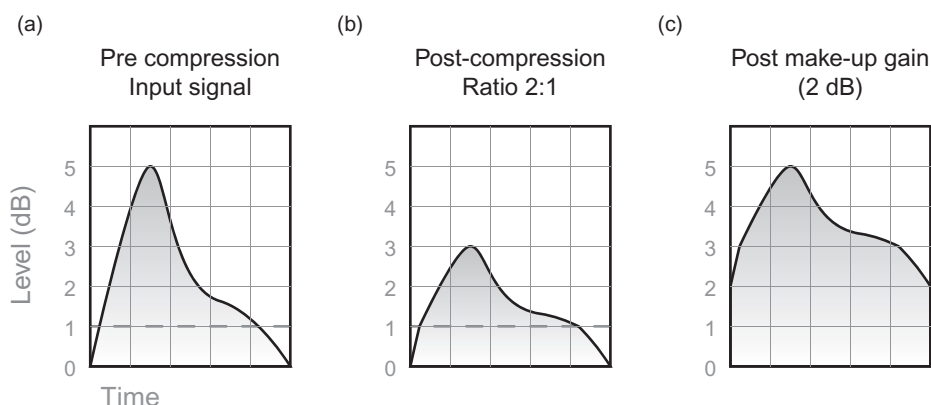 (a)
Pre compression
Input signal
Level (dB)
5
4
3
2
1
0
Time
(b)
Post-compression
Ratio 2:1
5
4
3
2
1
0
(c)
Post make-up gain
(2 dB)
5
4
3
2
1
0